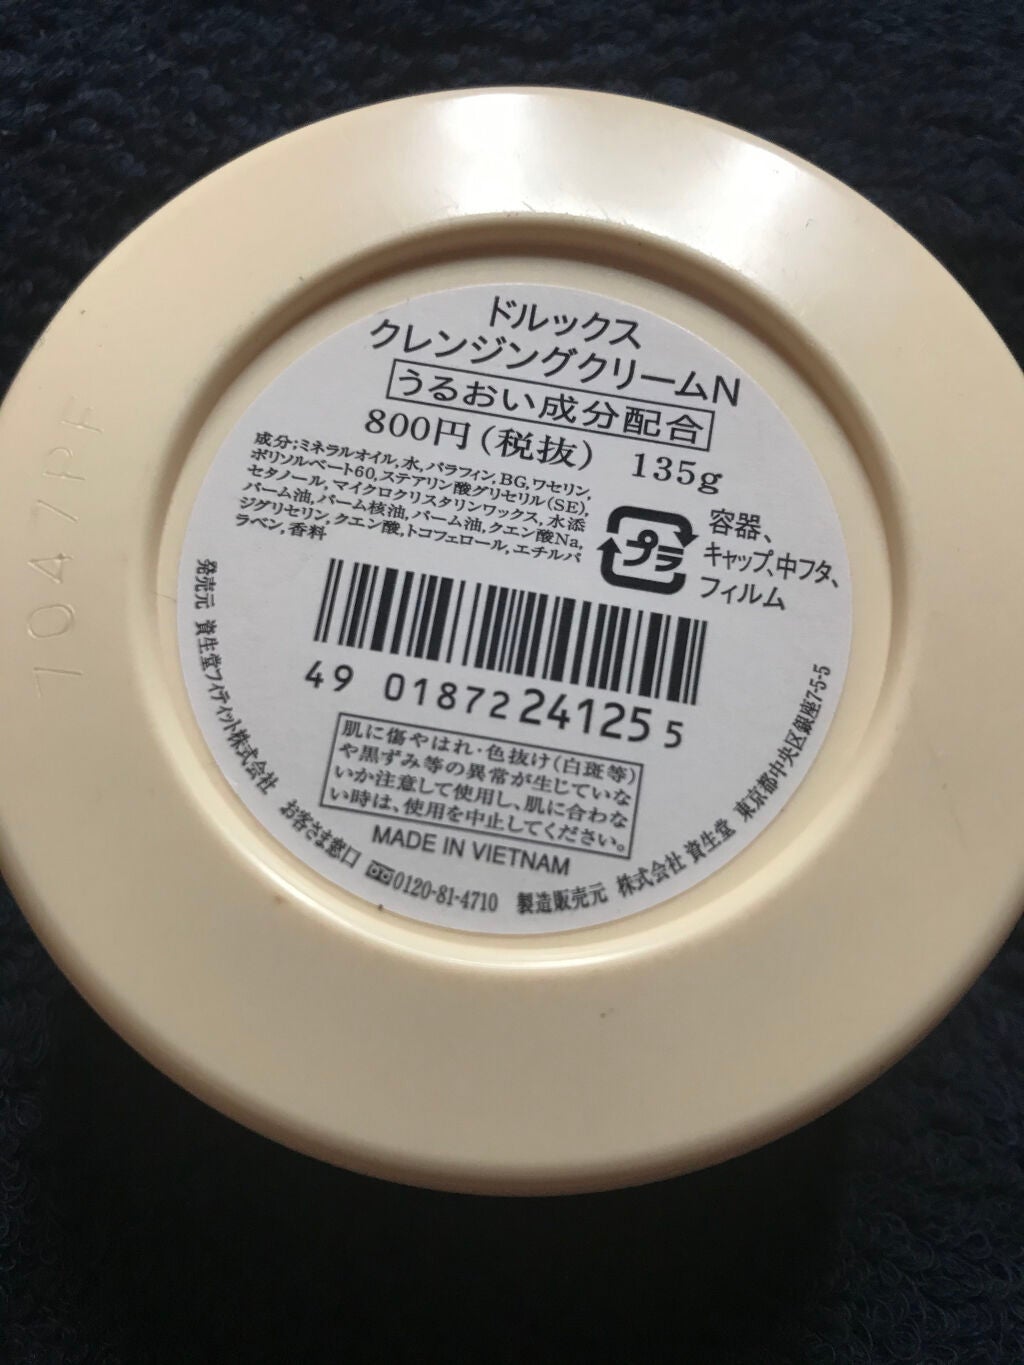 ドルックス
クレンジングクリームN
うるおい成分配合
800円(税抜) 135g
成分;ミネラルオイル,水,パラフィン,BG,ワセリン,
ポリソルベート60,ステアリン酸グリセリル(SE),
セタノール,マイクロクリスタリンワックス,水添
パーム油,パーム核油,パーム油,クエン酸Na,
ジグリセリン,クエン酸,トコフェロール,エチルパ
ラベン,香料
プラ
容器、
キャップ、中フタ、
フィルム
49 01872 24125 5
肌に傷やはれ・色抜け(白斑等)
や黒ずみ等の異常が生じていな
いか注意して使用し、肌に合わな
い時は、使用を中止してください。
MADE IN VIETNAM
発売元 資生堂フィティット株式会社 お客さま窓口 0120-81-4710 製造販売元 株式会社 資生堂 東京都中央区銀座7-5-5
7047PF